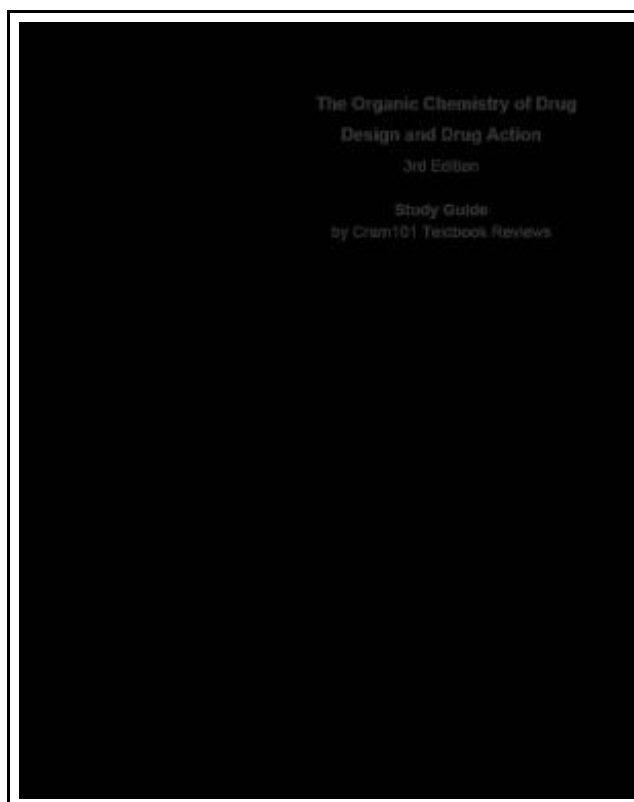 The Organic Chemistry of Drug
Design and Drug Action
3rd Edition
Study Guide
by Cram101 Textbook Reviews